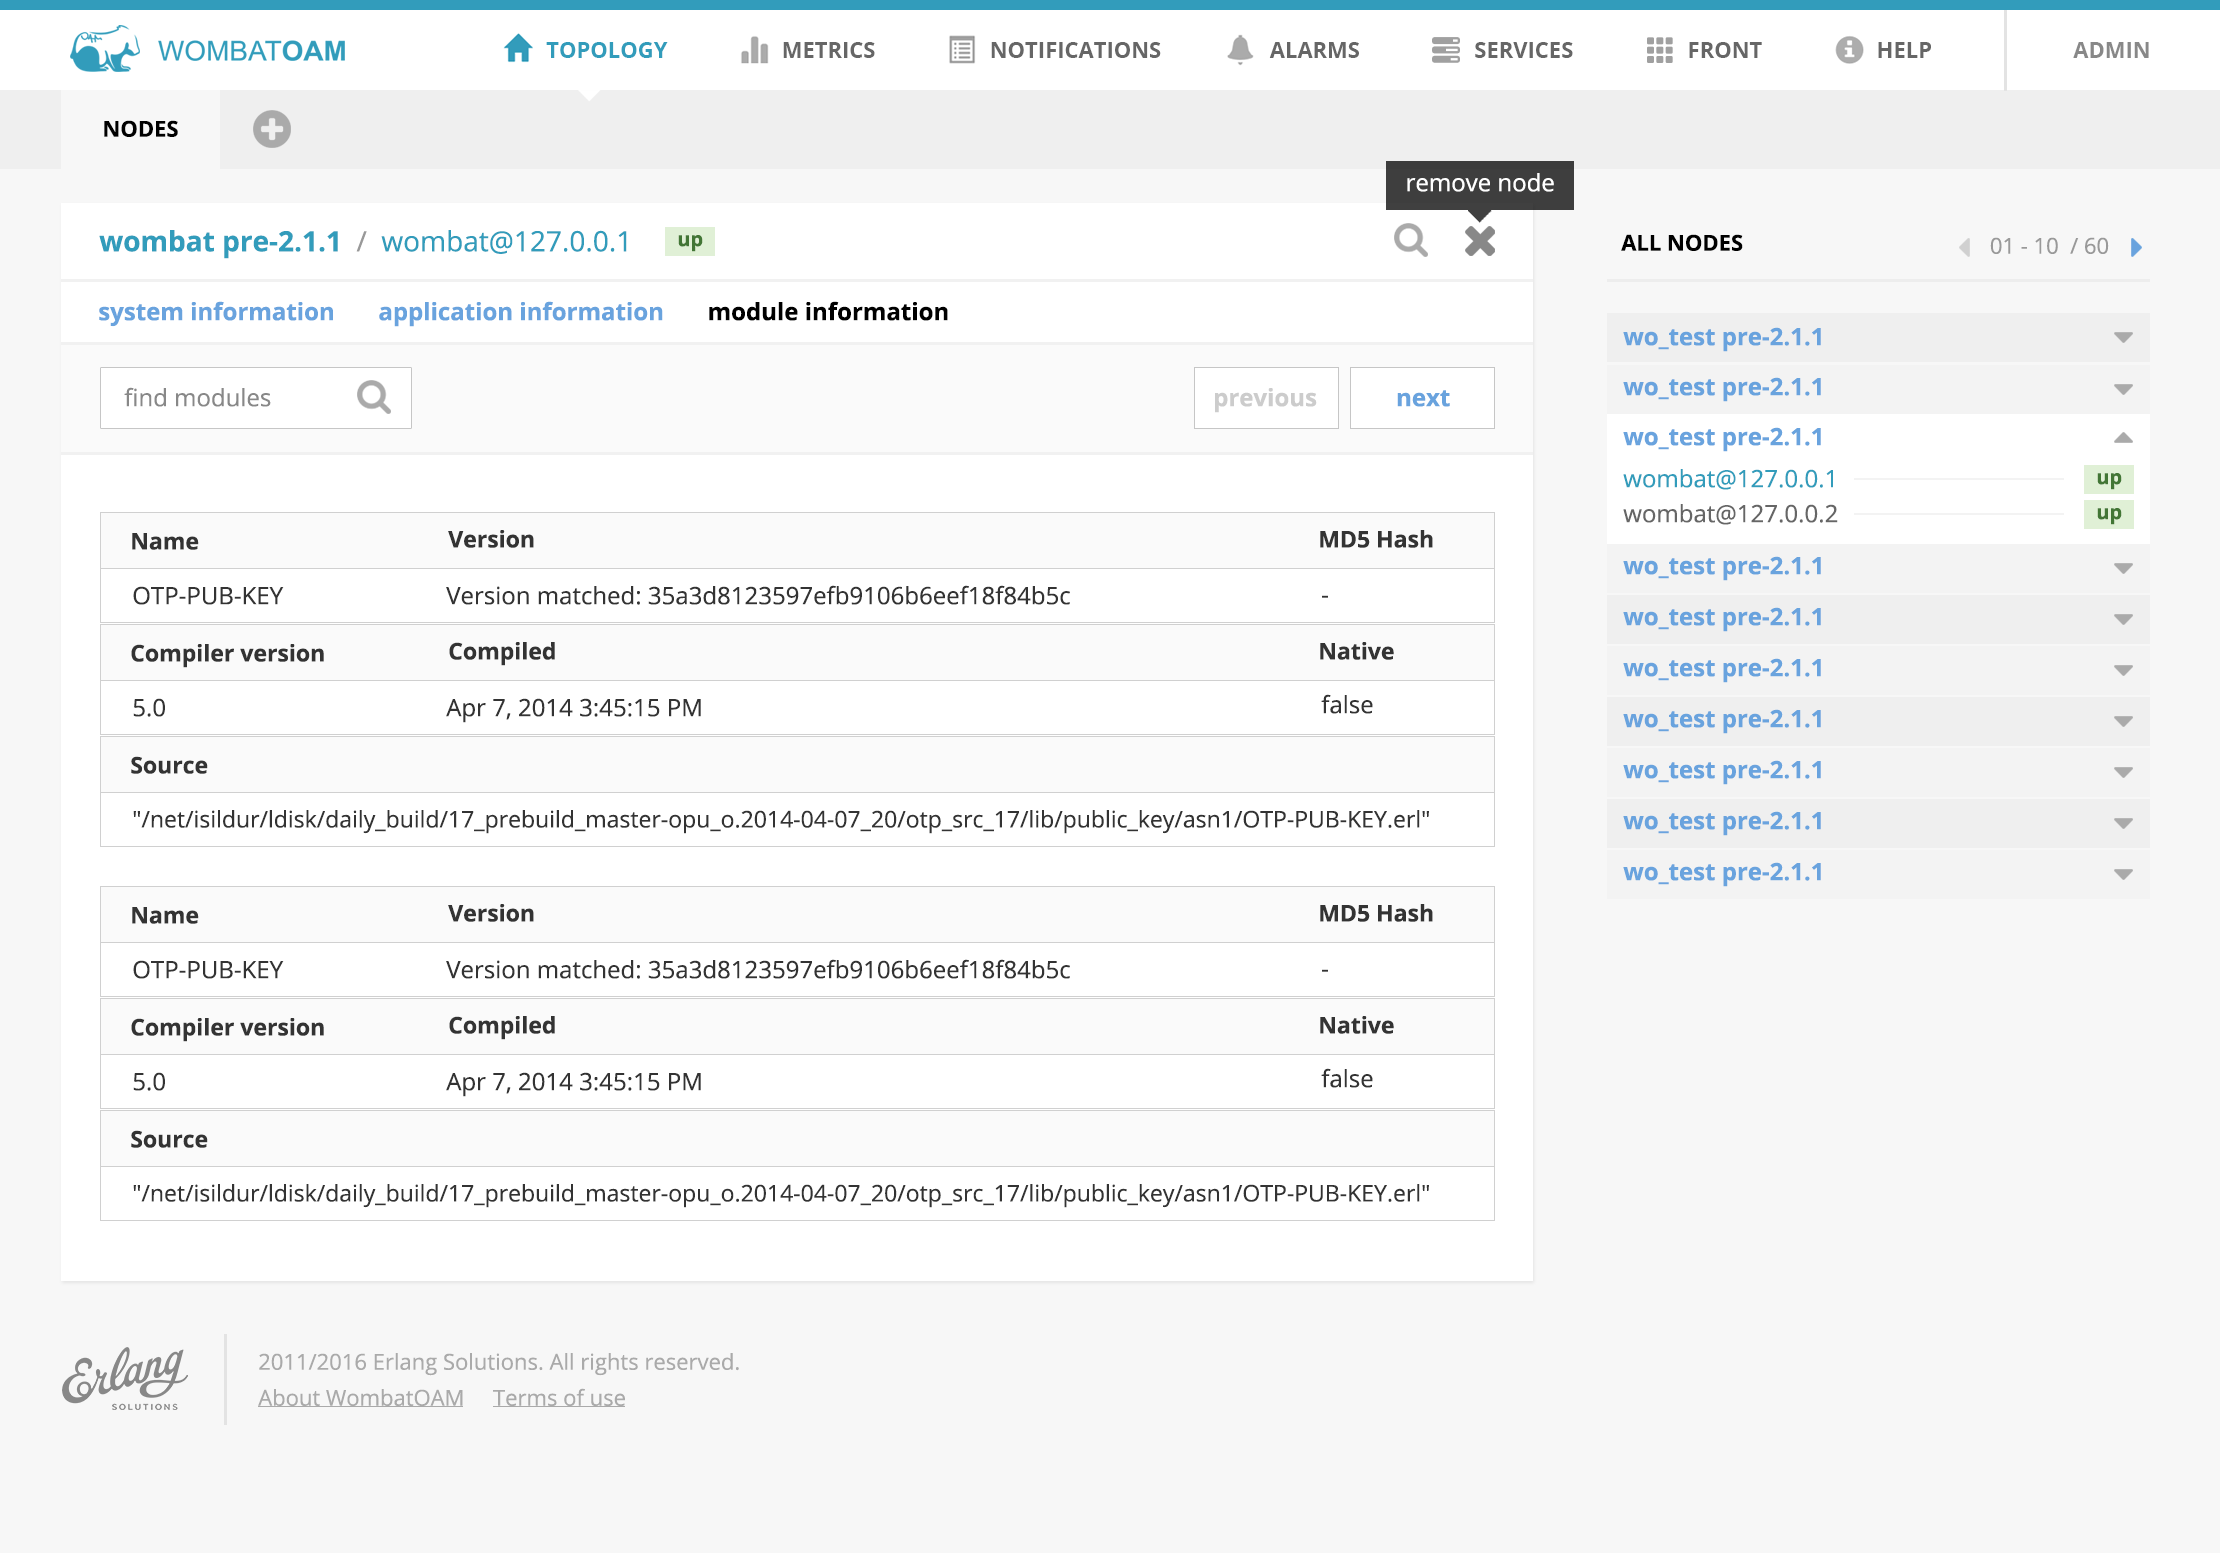 WOMBATOAM TOPOLOGY METRICS NOTIFICATIONS ALARMS SERVICES FRONT HELP ADMIN
NODES
remove node
wombat pre-2.1.1 / wombat@127.0.0.1 up
system information application information module information
find modules previous next
Name Version MD5 Hash
OTP-PUB-KEY Version matched: 35a3d8123597efb9106b6eef18f84b5c -
Compiler version Compiled Native
5.0 Apr 7, 2014 3:45:15 PM false
Source
"/net/isildur/ldisk/daily_build/17_prebuild_master-opu_o.2014-04-07_20/otp_src_17/lib/public_key/asn1/OTP-PUB-KEY.erl"
Name Version MD5 Hash
OTP-PUB-KEY Version matched: 35a3d8123597efb9106b6eef18f84b5c -
Compiler version Compiled Native
5.0 Apr 7, 2014 3:45:15 PM false
Source
"/net/isildur/ldisk/daily_build/17_prebuild_master-opu_o.2014-04-07_20/otp_src_17/lib/public_key/asn1/OTP-PUB-KEY.erl"
ALL NODES 01 - 10 / 60
wo_test pre-2.1.1
wo_test pre-2.1.1
wo_test pre-2.1.1
wombat@127.0.0.1 up
wombat@127.0.0.2 up
wo_test pre-2.1.1
wo_test pre-2.1.1
wo_test pre-2.1.1
wo_test pre-2.1.1
wo_test pre-2.1.1
wo_test pre-2.1.1
wo_test pre-2.1.1
Erlang
SOLUTIONS
2011/2016 Erlang Solutions. All rights reserved.
About WombatOAM Terms of use